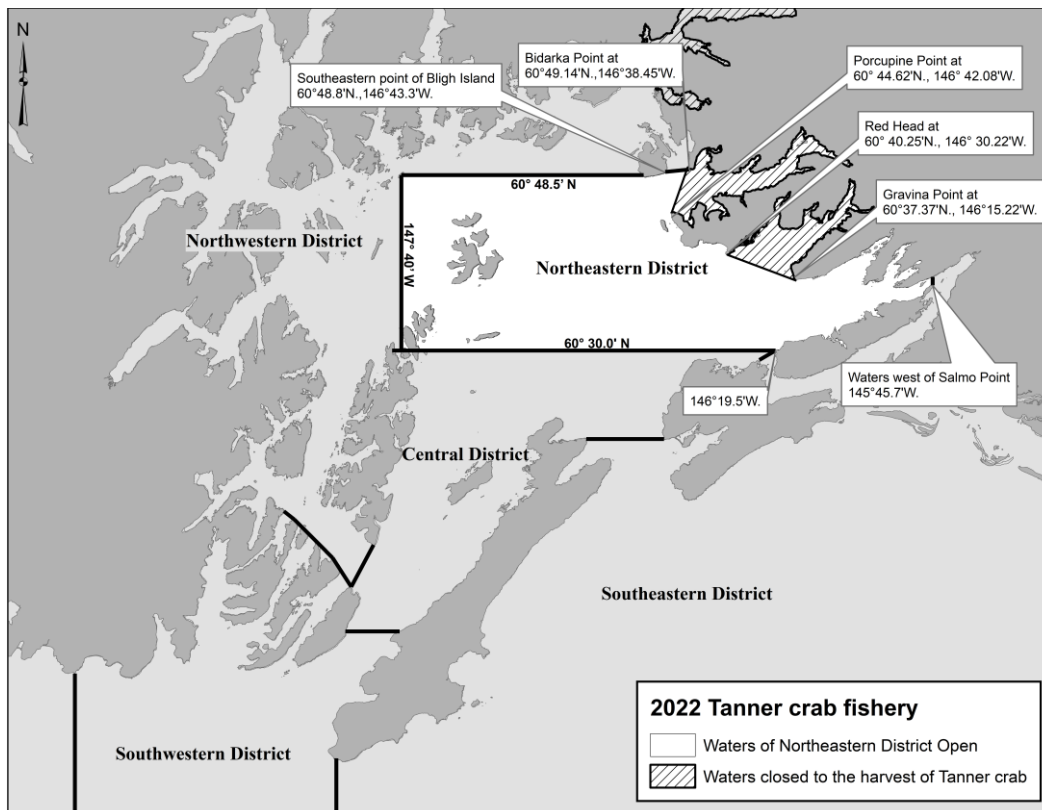 N
Bidarka Point at
60°49.14'N.,146°38.45'W.
Porcupine Point at
60° 44.62'N., 146° 42.08'W.
Southeastern point of Bligh Island
60°48.8'N.,146°43.3'W.
Red Head at
60° 40.25'N., 146° 30.22'W.
60° 48.5' N
Gravina Point at
60°37.37'N., 146°15.22'W.
Northwestern District
147° 40' W
Northeastern District
60° 30.0' N
Waters west of Salmo Point
145°45.7'W.
146°19.5'W.
Central District
Southeastern District
2022 Tanner crab fishery
Waters of Northeastern District Open
Waters closed to the harvest of Tanner crab
Southwestern District